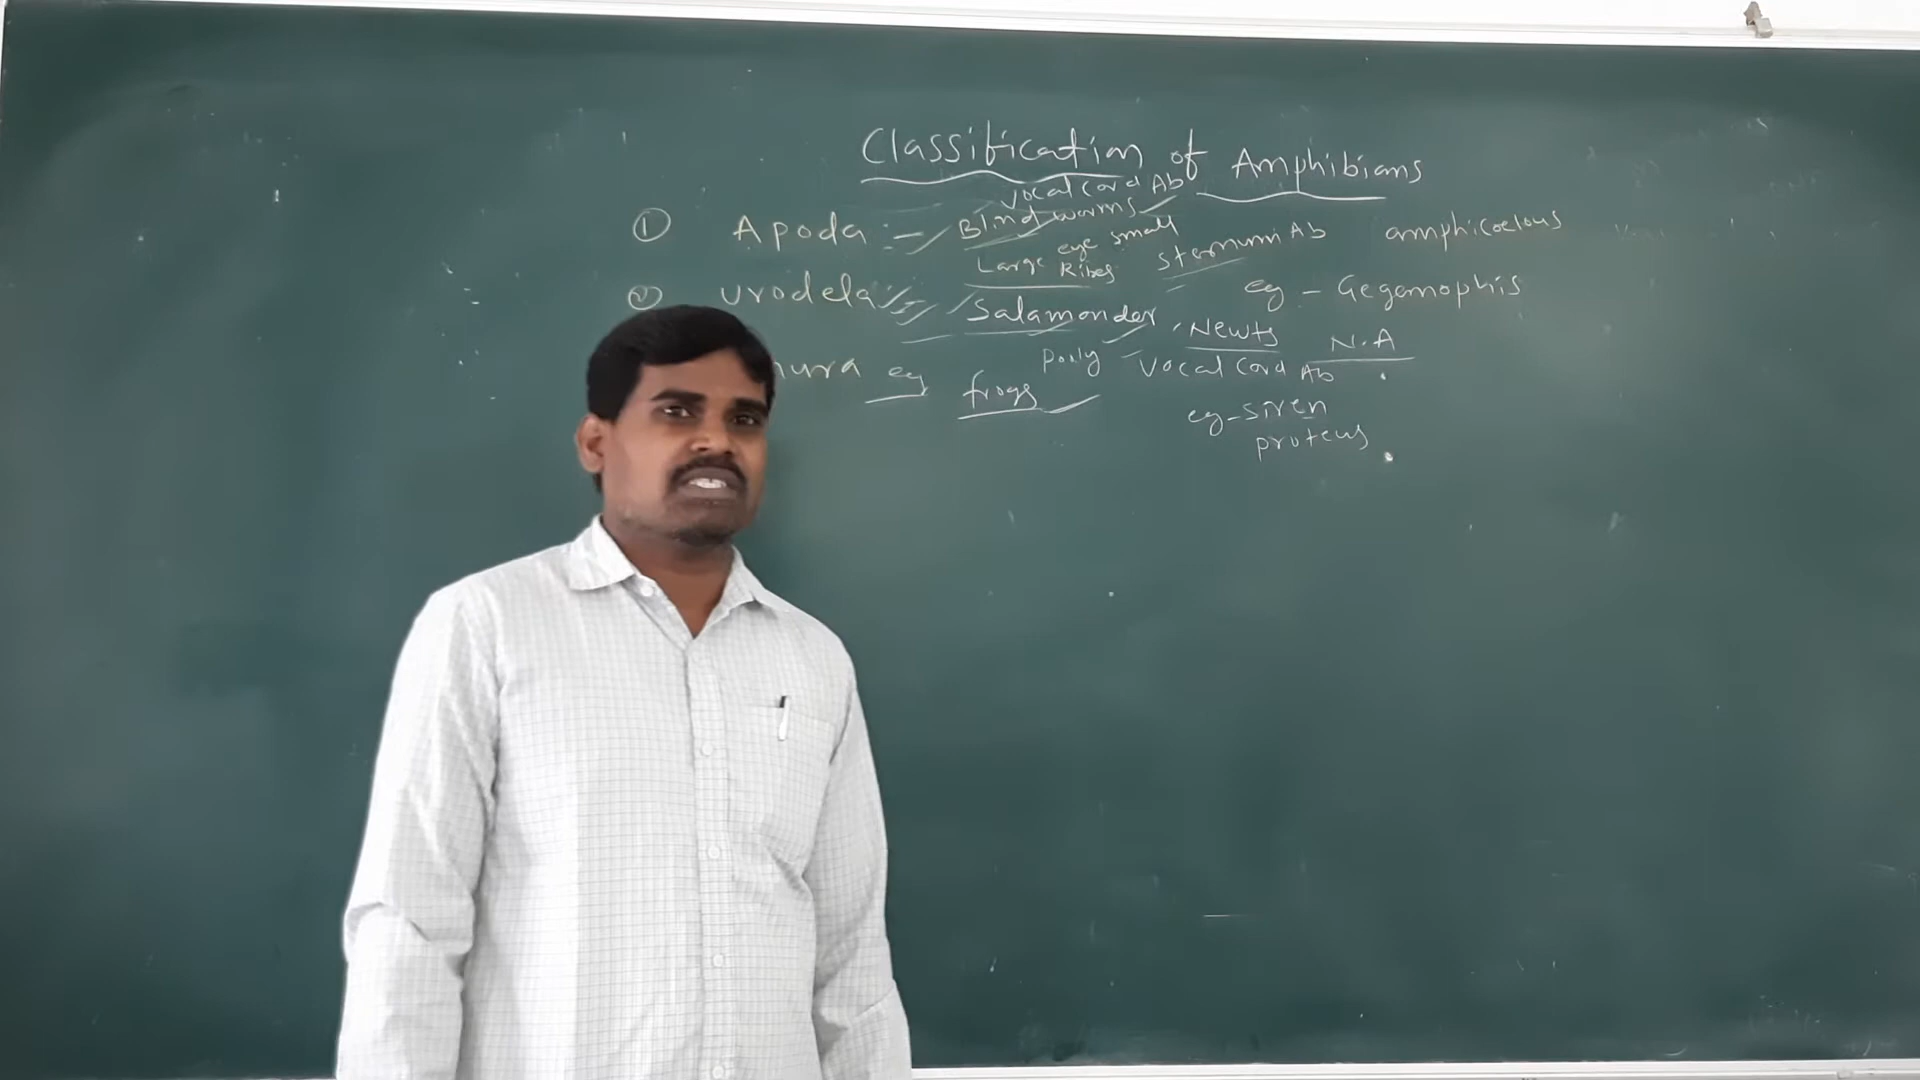 Classification of Amphibians
vocal cord Ab
① Apoda :- Blind worms
eye small
Large Ribes sternum Ab amphicoelous
② Urodela :- Salamander, Newts N.A
eg - Gegemophis
Poorly vocal cord Ab
nura eg frogs
eg - siren
proteus